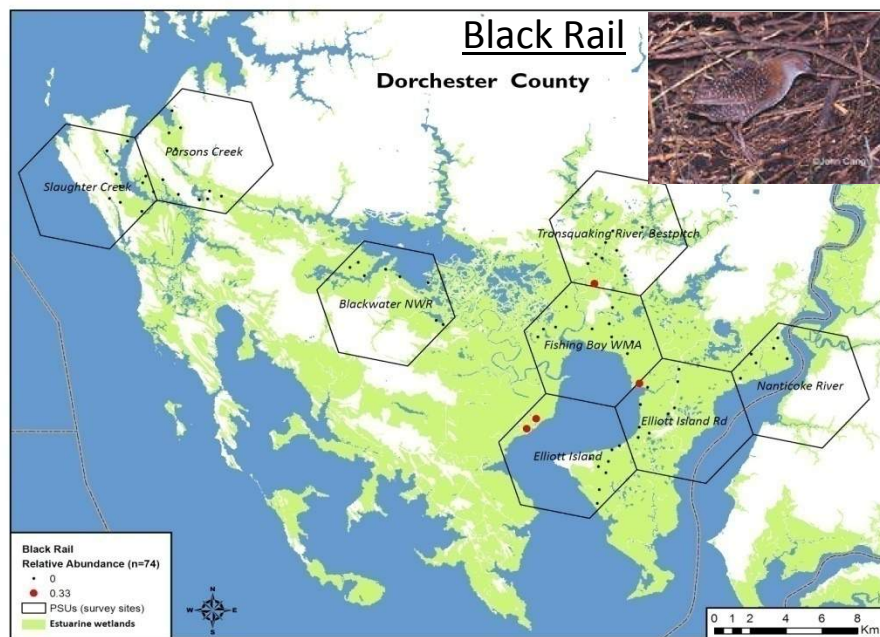 Black Rail
Dorchester County
©John Cang
Parsons Creek
Slaughter Creek
Transquaking River, Bestpitch
Blackwater NWR
Fishing Bay WMA
Nanticoke River
Elliott Island Rd
Elliott Island
Black Rail
Relative Abundance (n=74)
0
0.33
PSUs (survey sites)
Estuarine wetlands
N
W E
S
0 1 2 4 6 8
Km